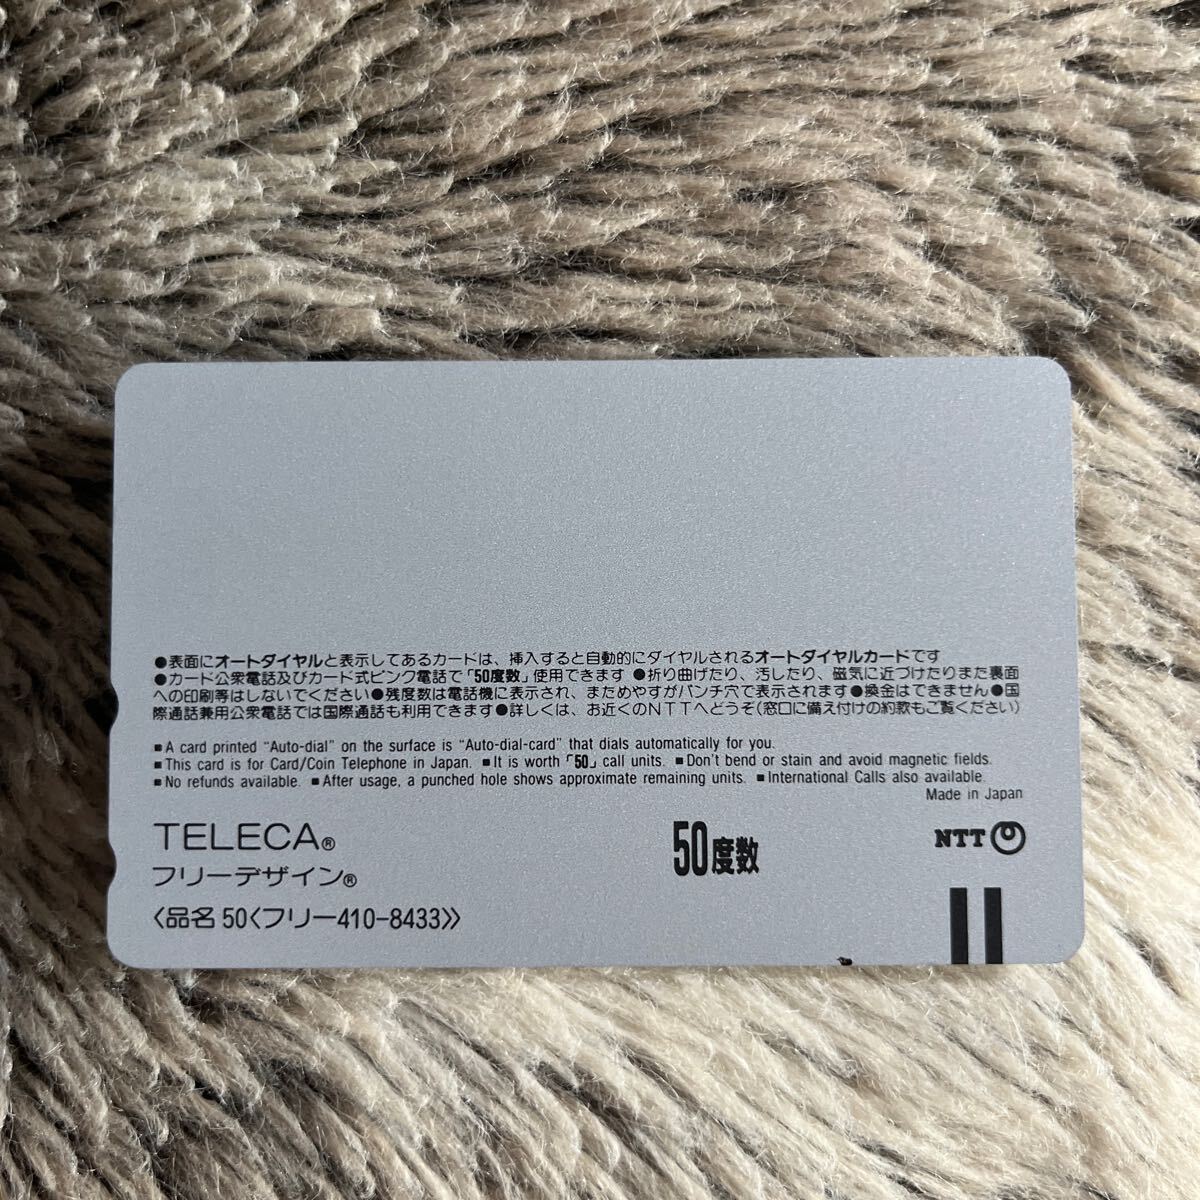 ●表面にオートダイヤルと表示してあるカードは、挿入すると自動的にダイヤルされるオートダイヤルカードです
●カード公衆電話及びカード式ピンク電話で「50度数」使用できます ●折り曲げたり、汚したり、磁気に近づけたりまた裏面
への印刷等はしないでください●残度数は電話機に表示され、まためやすがパンチ穴で表示されます●換金はできません●国
際通話兼用公衆電話では国際通話も利用できます●詳しくは、お近くのNTTへどうぞ(窓口に備え付けの約款もご覧ください)
■A card printed “Auto-dial” on the surface is “Auto-dial-card” that dials automatically for you.
■This card is for Card/Coin Telephone in Japan. ■It is worth「50」call units. ■Don't bend or stain and avoid magnetic fields.
■No refunds available. ■After usage, a punched hole shows approximate remaining units. ■International Calls also available.
Made in Japan
TELECA®
50度数
NTT
フリーデザイン®
〈品名 50〈フリー410-8433〉〉